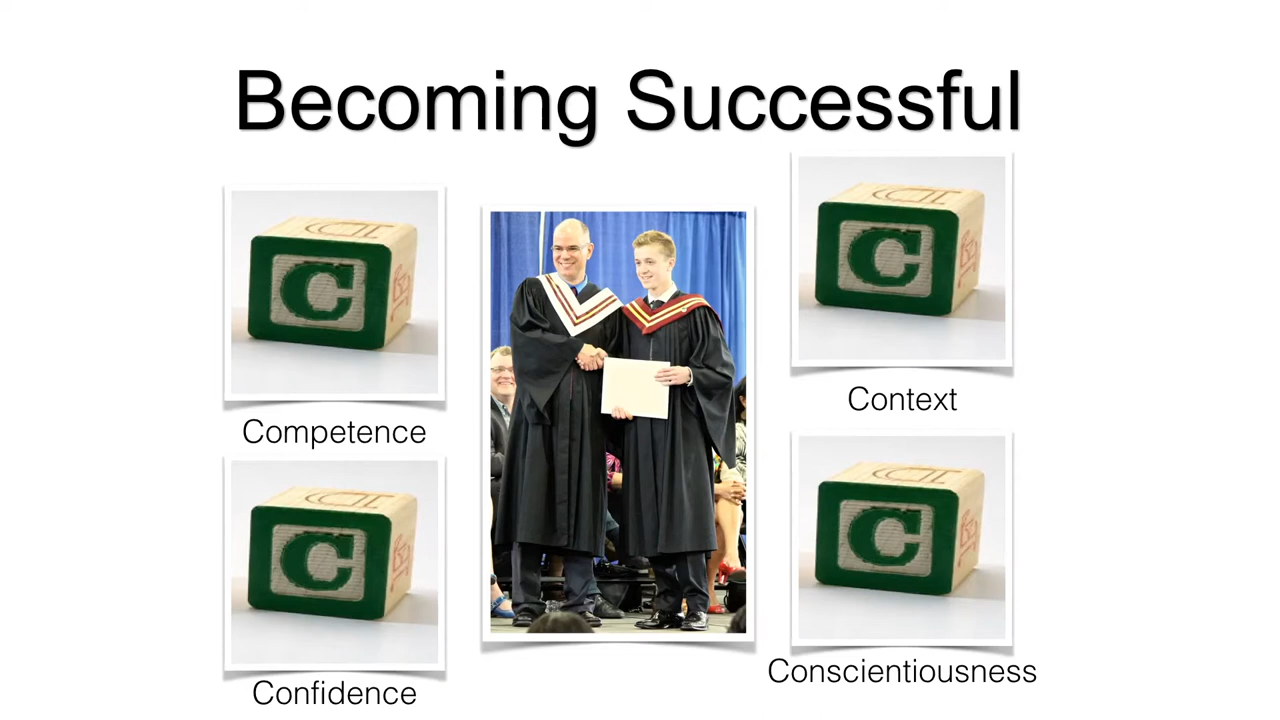 Becoming Successful
C
Competence
C
Confidence
C
Context
C
Conscientiousness